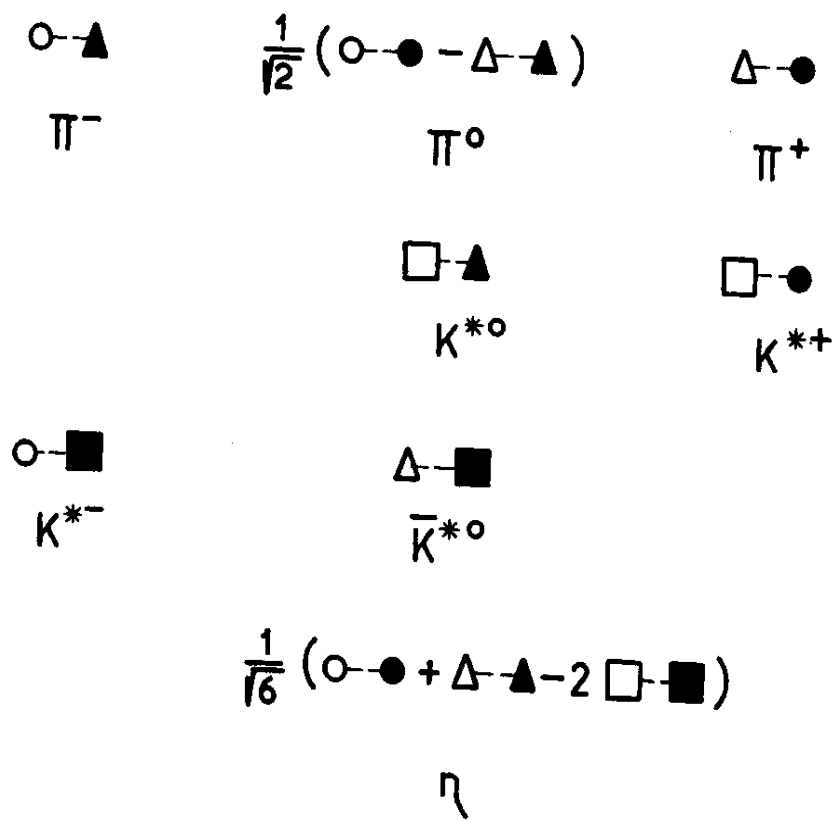 ○--▲ 1/√2 (○--● - △--▲) △--●
Π⁻ Π⁰ Π⁺
□--▲ □--●
K*⁰ K*⁺
○--■ △--■
K*⁻ K̅*⁰
1/√6 (○--● + △--▲ - 2 □--■)
η